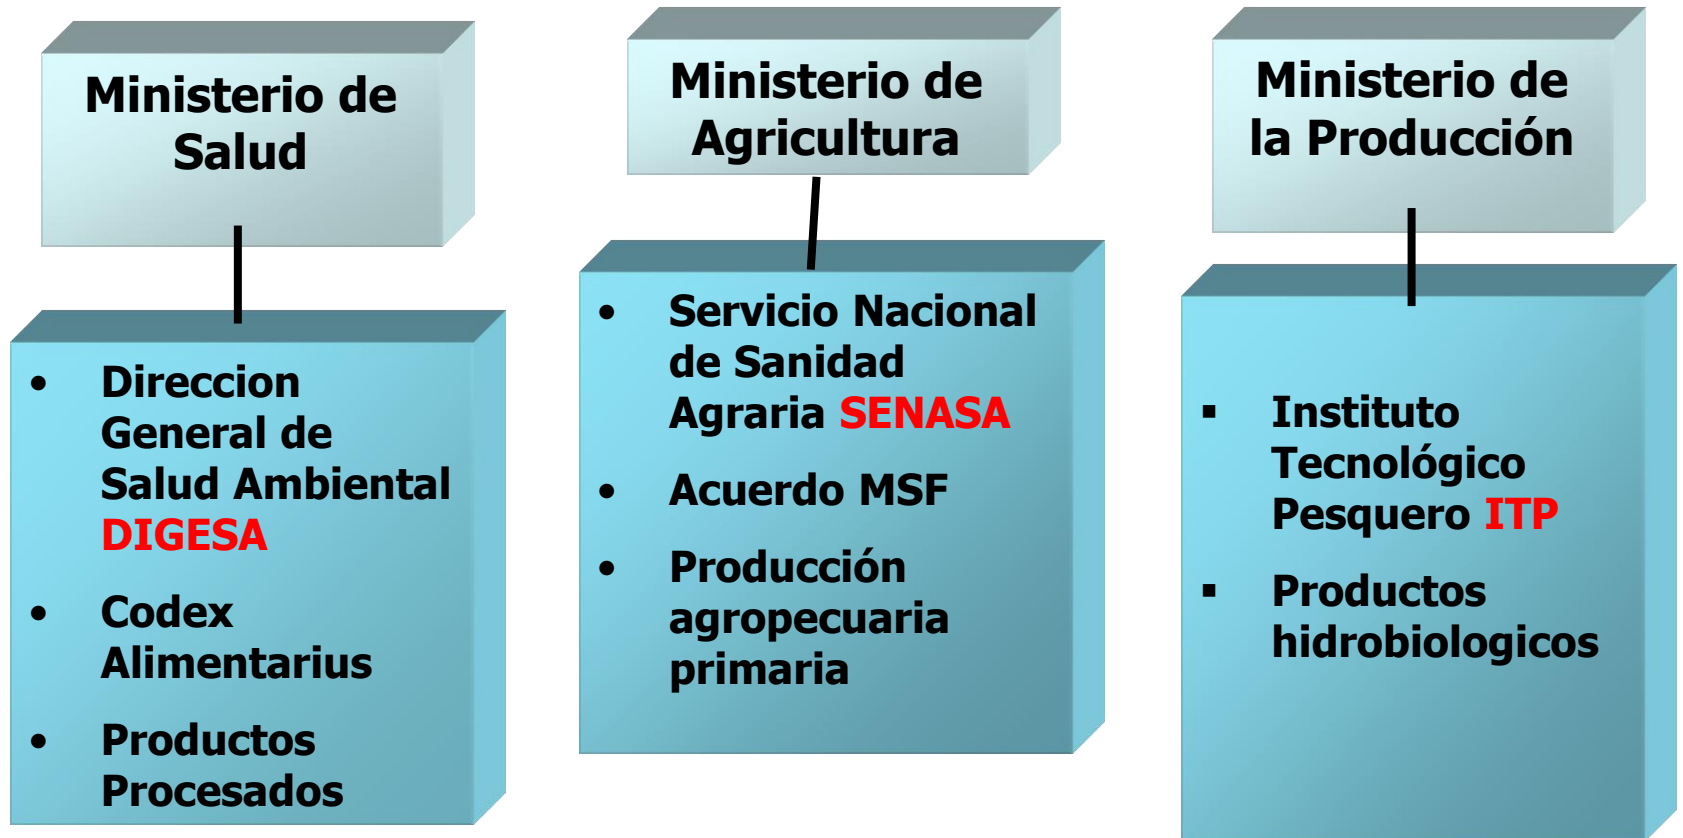 Ministerio de
Salud
• Direccion
General de
Salud Ambiental
DIGESA
• Codex
Alimentarius
• Productos
Procesados
Ministerio de
Agricultura
• Servicio Nacional
de Sanidad
Agraria SENASA
• Acuerdo MSF
• Producción
agropecuaria
primaria
Ministerio de
la Producción
▪ Instituto
Tecnológico
Pesquero ITP
▪ Productos
hidrobiologicos